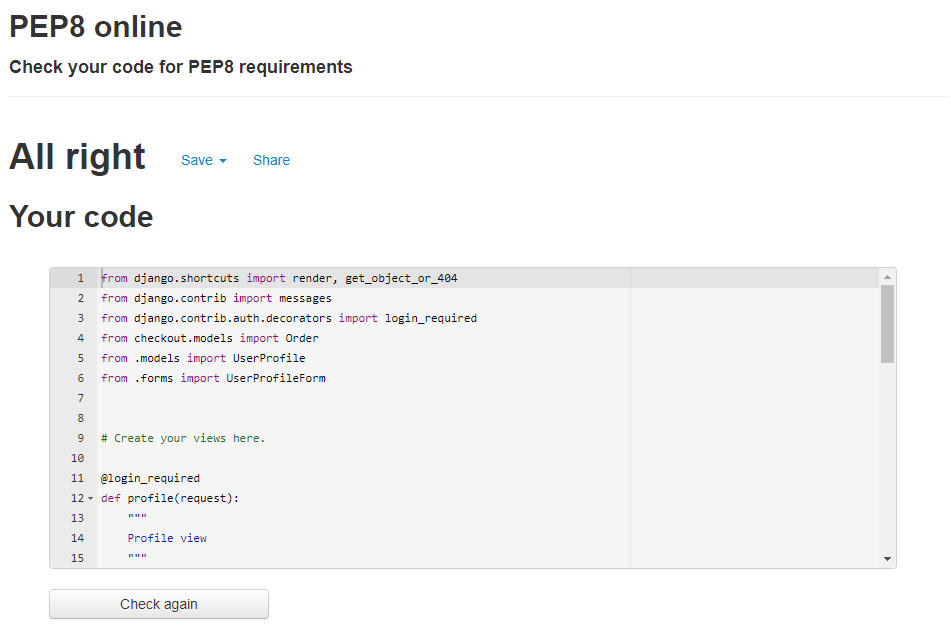 PEP8 online
Check your code for PEP8 requirements
All right Save Share
Your code
1 from django.shortcuts import render, get_object_or_404
2 from django.contrib import messages
3 from django.contrib.auth.decorators import login_required
4 from checkout.models import Order
5 from .models import UserProfile
6 from .forms import UserProfileForm
7
8
9 # Create your views here.
10
11 @login_required
12 def profile(request):
13 """
14 Profile view
15 """
Check again